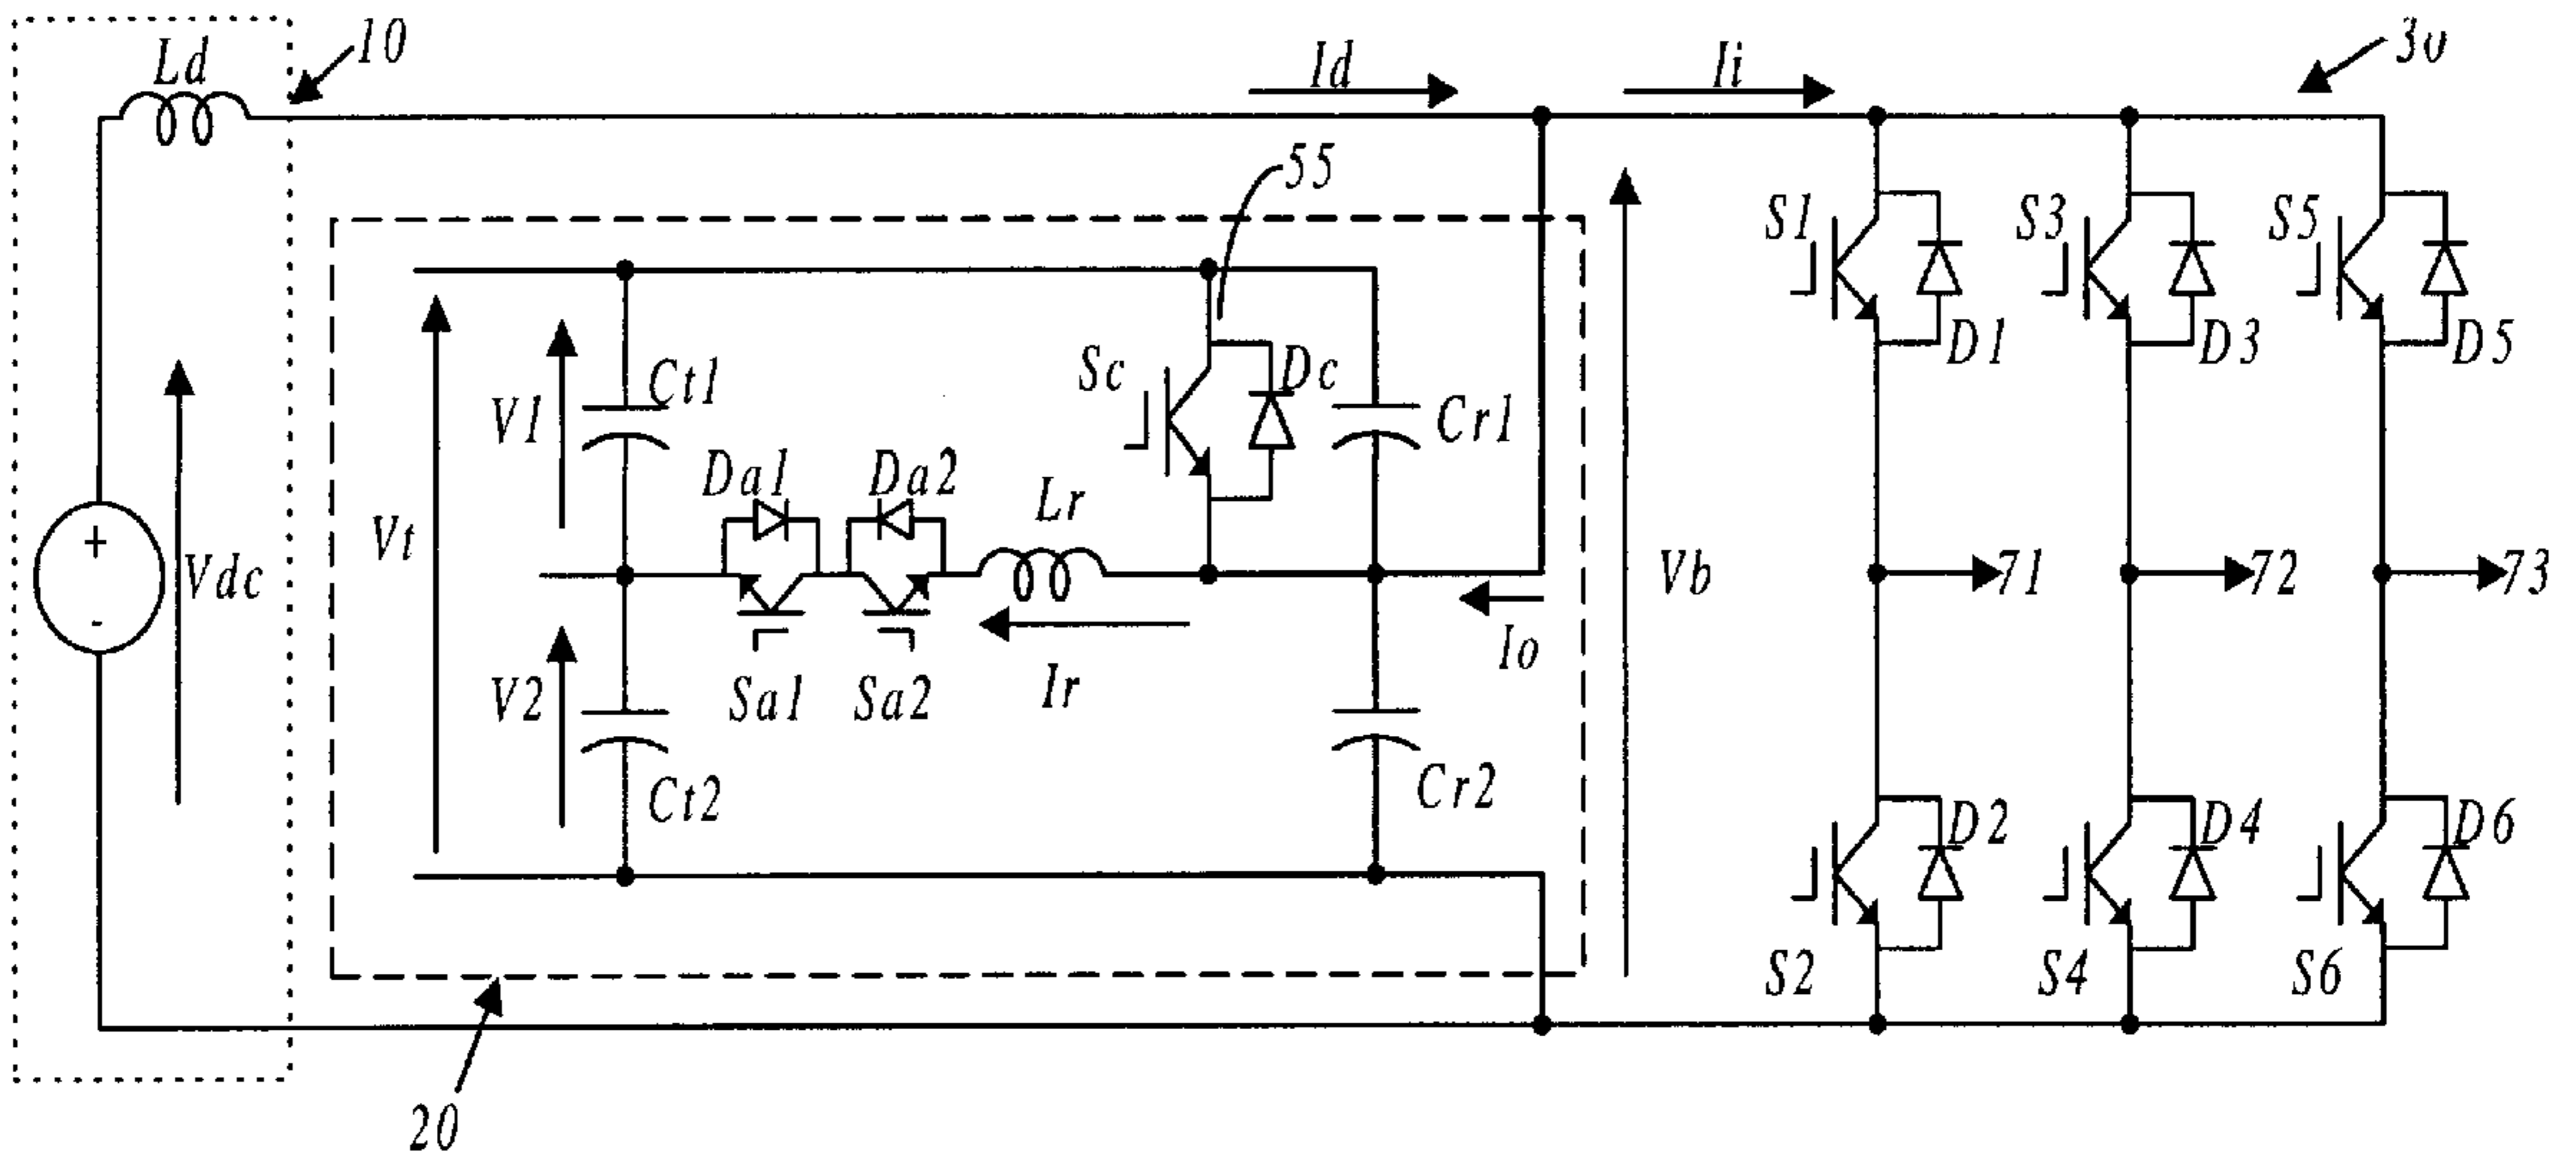 10
Ld
Id
Ii
30
55
S1
S3
S5
Sc
Dc
D1
D3
D5
Ct1
V1
Cr1
Da1
Da2
Lr
Vt
+
-
Vdc
Vb
71
72
73
Io
V2
Sa1
Sa2
Ir
Ct2
Cr2
D2
D4
D6
S2
S4
S6
20